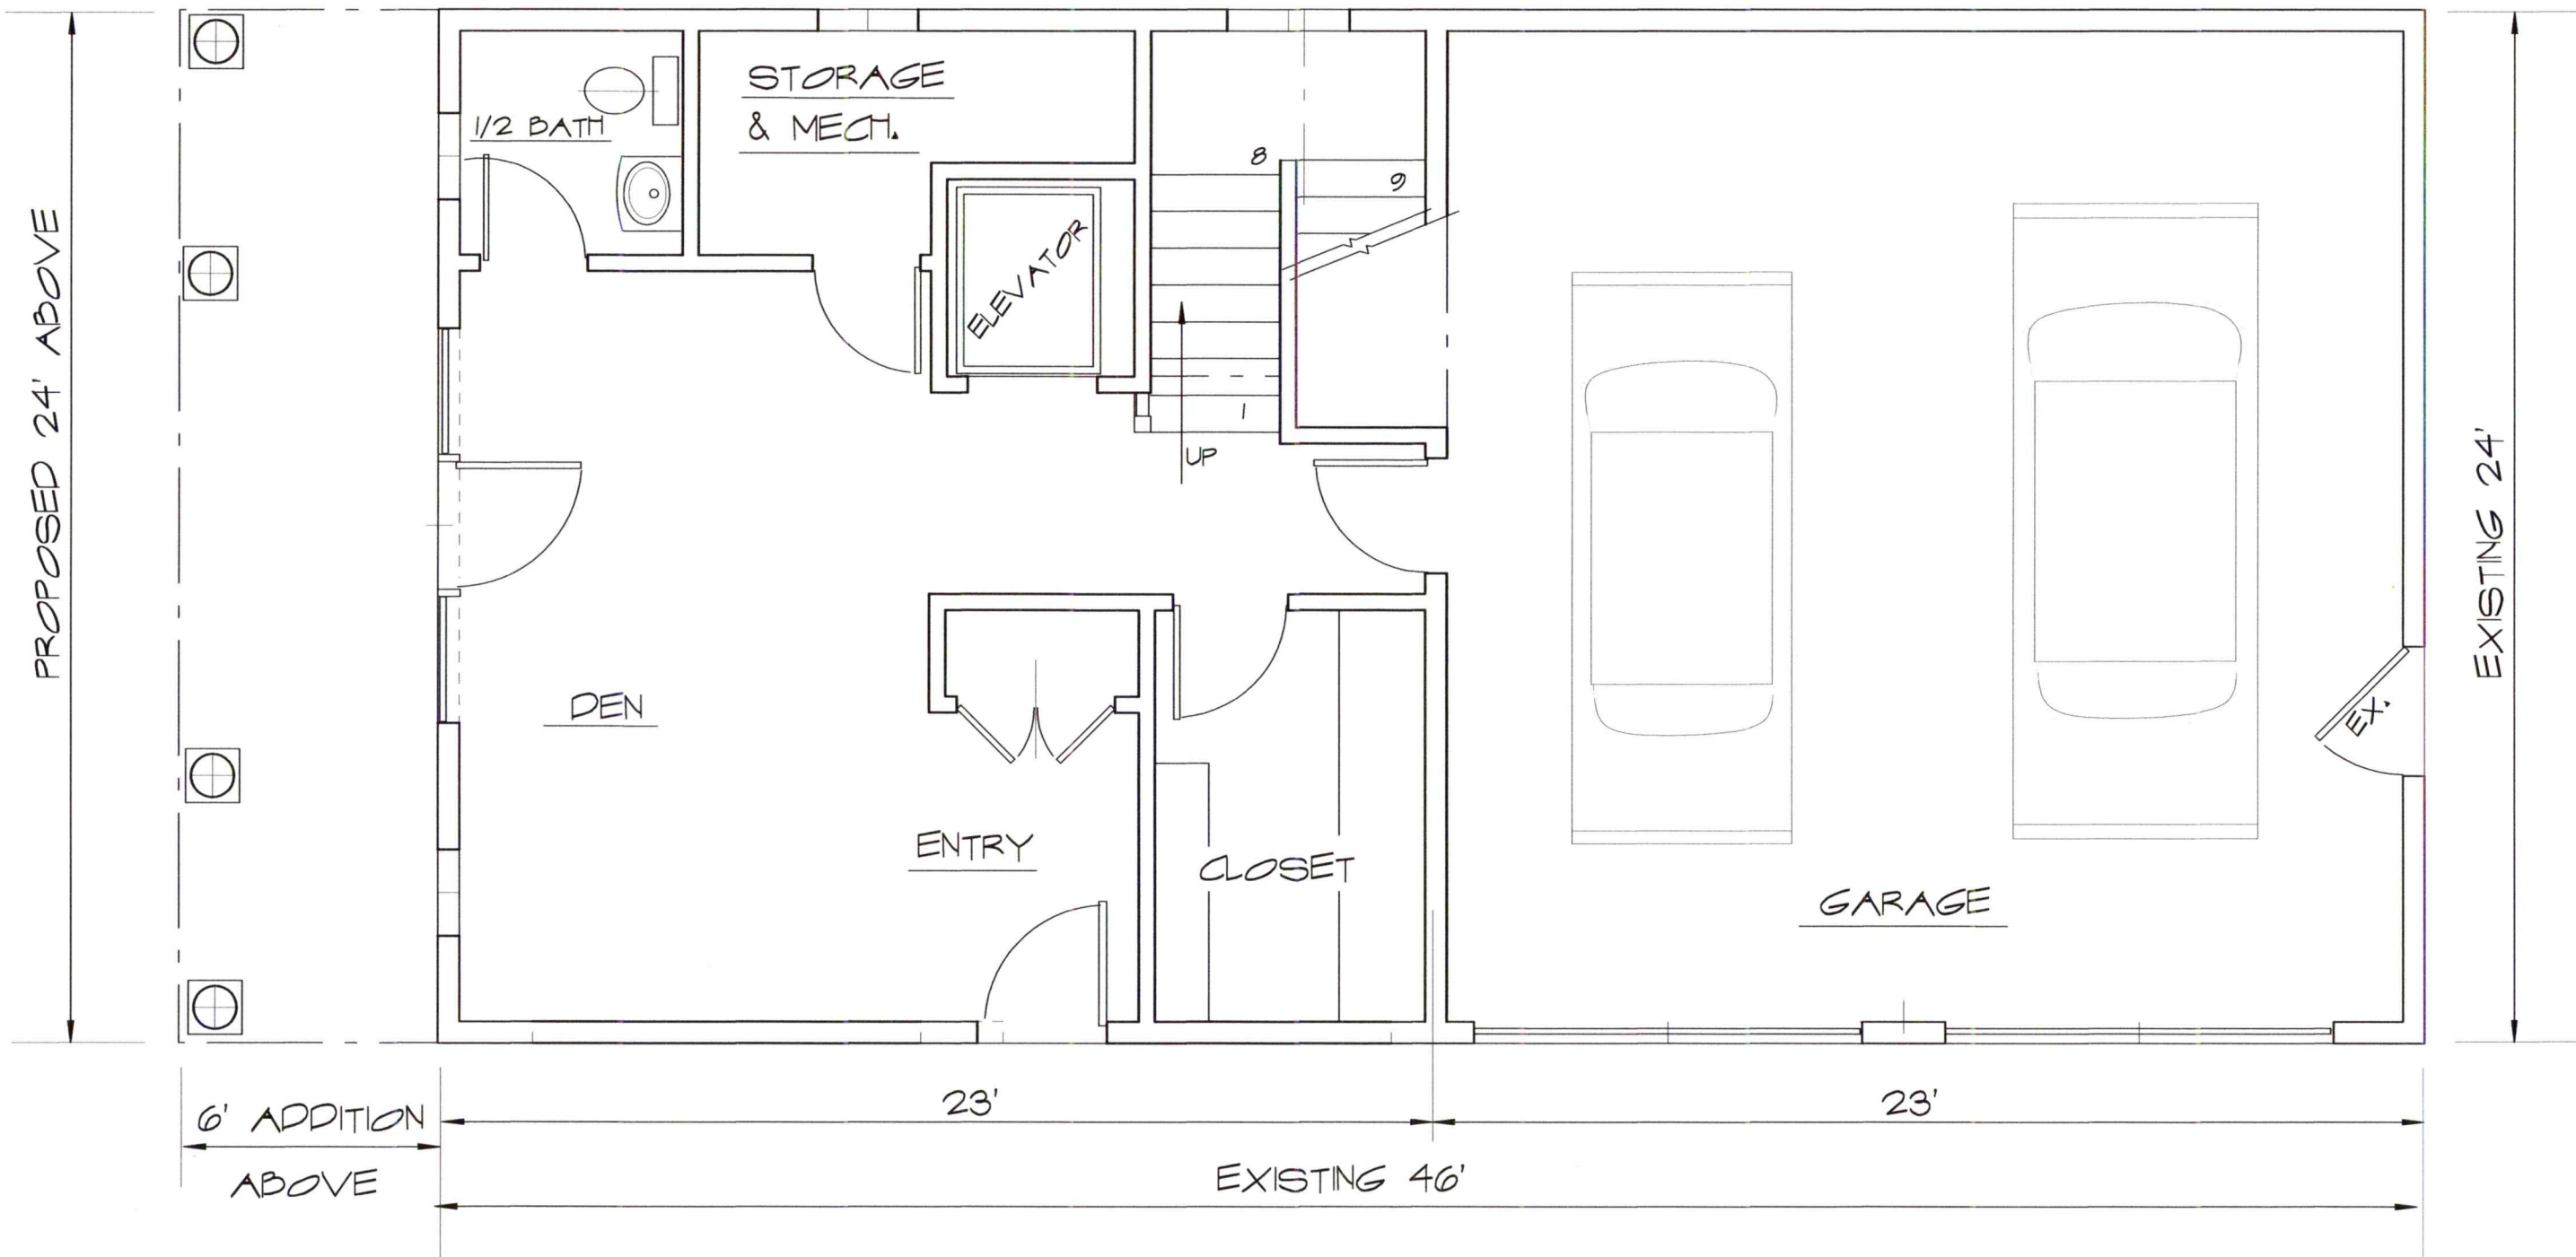 STORAGE
& MECH.
1/2 BATH
8
9
ELEVATOR
1
UP
PROPOSED 24' ABOVE
EXISTING 24'
DEN
EX.
ENTRY
CLOSET
GARAGE
6' ADDITION
ABOVE
23'
23'
EXISTING 46'